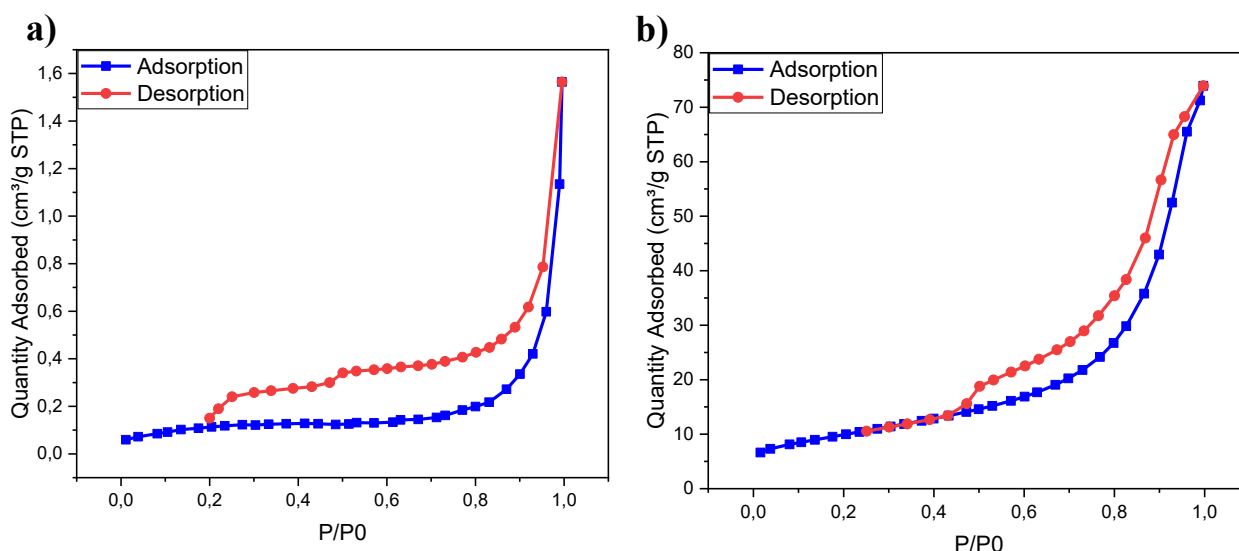 a)
Adsorption
Desorption
Quantity Adsorbed (cm³/g STP)
1,6
1,4
1,2
1,0
0,8
0,6
0,4
0,2
0,0
0,0 0,2 0,4 0,6 0,8 1,0
P/P0
b)
Adsorption
Desorption
Quantity Adsorbed (cm³/g STP)
80
70
60
50
40
30
20
10
0
0,0 0,2 0,4 0,6 0,8 1,0
P/P0